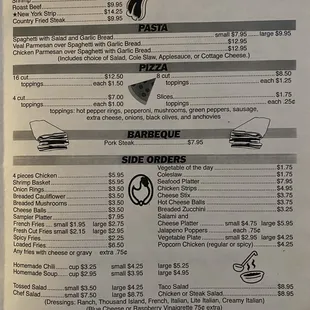 Roast Beef $9.95
★New York Strip $14.25
Country Fried Steak $9.95
PASTA
Spaghetti with Salad and Garlic Bread small $7.95 large $9.95
Veal Parmesan over Spaghetti with Garlic Bread $12.95
Chicken Parmesan over Spaghetti with Garlic Bread $12.95
(Includes choice of Salad, Cole Slaw, Applesauce, or Cottage Cheese.)
PIZZA
16 cut $12.50 8 cut $8.50
toppings each $1.50 toppings each $1.25
$7.00 Slices $1.75
toppings each $1.00 toppings each .25¢
toppings: hot pepper rings, pepperoni, mushrooms, green peppers, sausage,
extra cheese, onions, black olives, and anchovies
BARBEQUE
Pork Steak $7.95
SIDE ORDERS
4 pieces Chicken $5.95 Vegetable of the day $1.75
Shrimp Basket $5.95 Coleslaw $1.75
Onion Rings $3.50 Seafood Platter $7.95
Breaded Cauliflower $3.50 Chicken Strips $4.95
Breaded Mushrooms $3.50 Cheese Stix $3.75
Cheese Balls $3.50 Hot Cheese Balls $3.75
Sampler Platter $7.95 Breaded Zucchini $3.25
French Fries small $1.95 large $2.75 Salami and
Fresh Cut Fries small $2.15 large $2.95 Cheese Platter small $4.75 large $5.95
Spicy Fries $2.25 Jalapeno Poppers each .75¢
Loaded Fries $6.50 Vegetable Plate small $2.95 large $4.25
Any fries with cheese or gravy extra .75¢ Popcorn Chicken (regular or spicy) $4.25
Homemade Chili cup $3.25 small $4.25 large $5.25
Homemade Soup cup $2.95 small $3.95 large $4.95
Tossed Salad small $3.50 large $4.25 Taco Salad $8.95
Chef Salad small $7.50 large $8.75 Chicken or Steak Salad $8.95
(Dressings: Ranch, Thousand Island, French, Italian, Lite Italian, Creamy Italian)
(Blue Cheese or Raspberry Vinaigrette 75¢ extra)